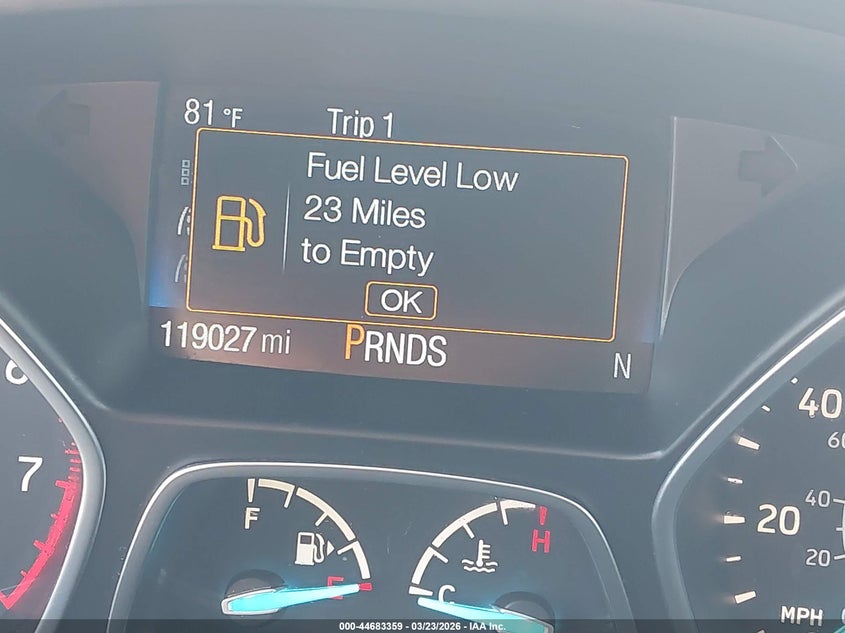 81 °F Trip 1
Fuel Level Low
23 Miles
to Empty
OK
119027 mi PRNDS N
6
7
F
E
H
C
40
60
20
40
20
MPH
000-44683359 - 03/23/2026 - IAA Inc.